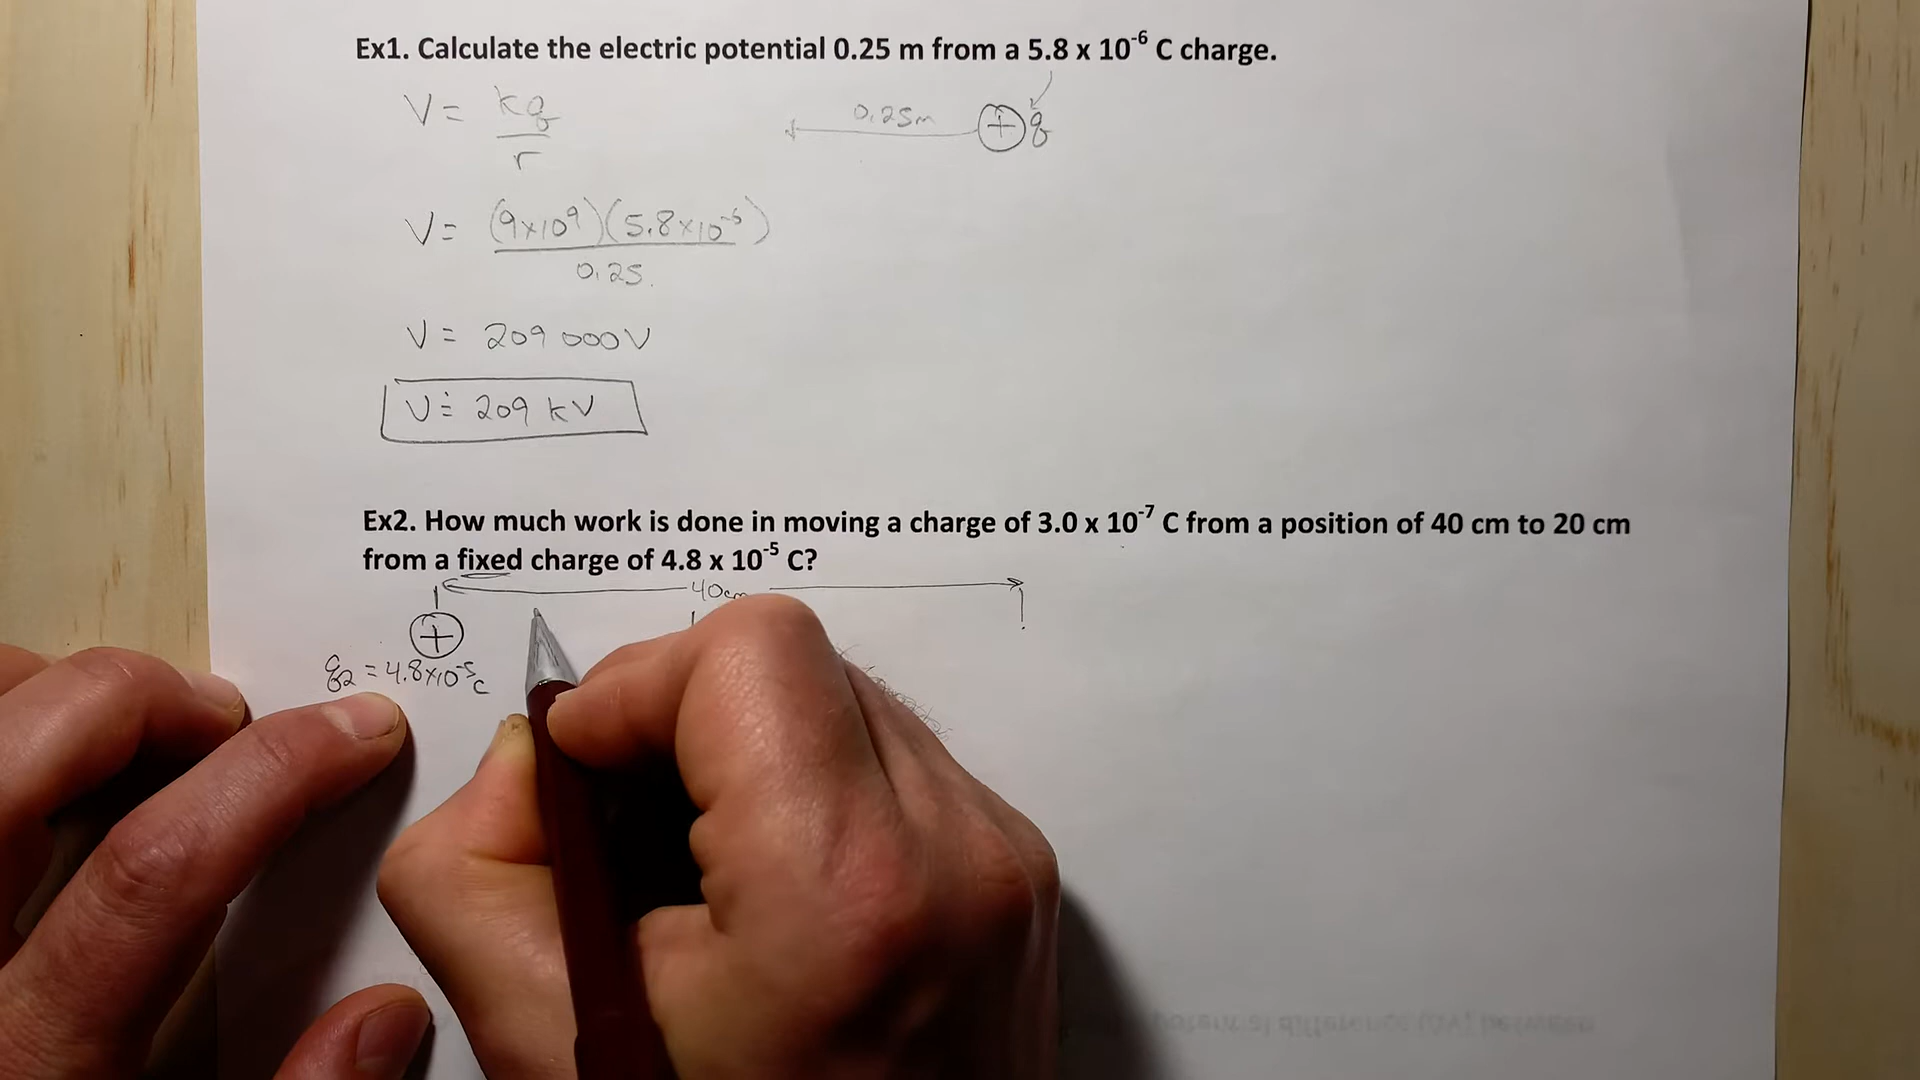 Ex1. Calculate the electric potential 0.25 m from a 5.8 x 10⁻⁶ C charge.
V = kq/r
0.25m + q
V = (9x10⁹)(5.8x10⁻⁶)/0.25
V = 209 000V
V ≐ 209 kV
Ex2. How much work is done in moving a charge of 3.0 x 10⁻⁷ C from a position of 40 cm to 20 cm
from a fixed charge of 4.8 x 10⁻⁵ C?
40cm
+
q₂ = 4.8x10⁻⁵C